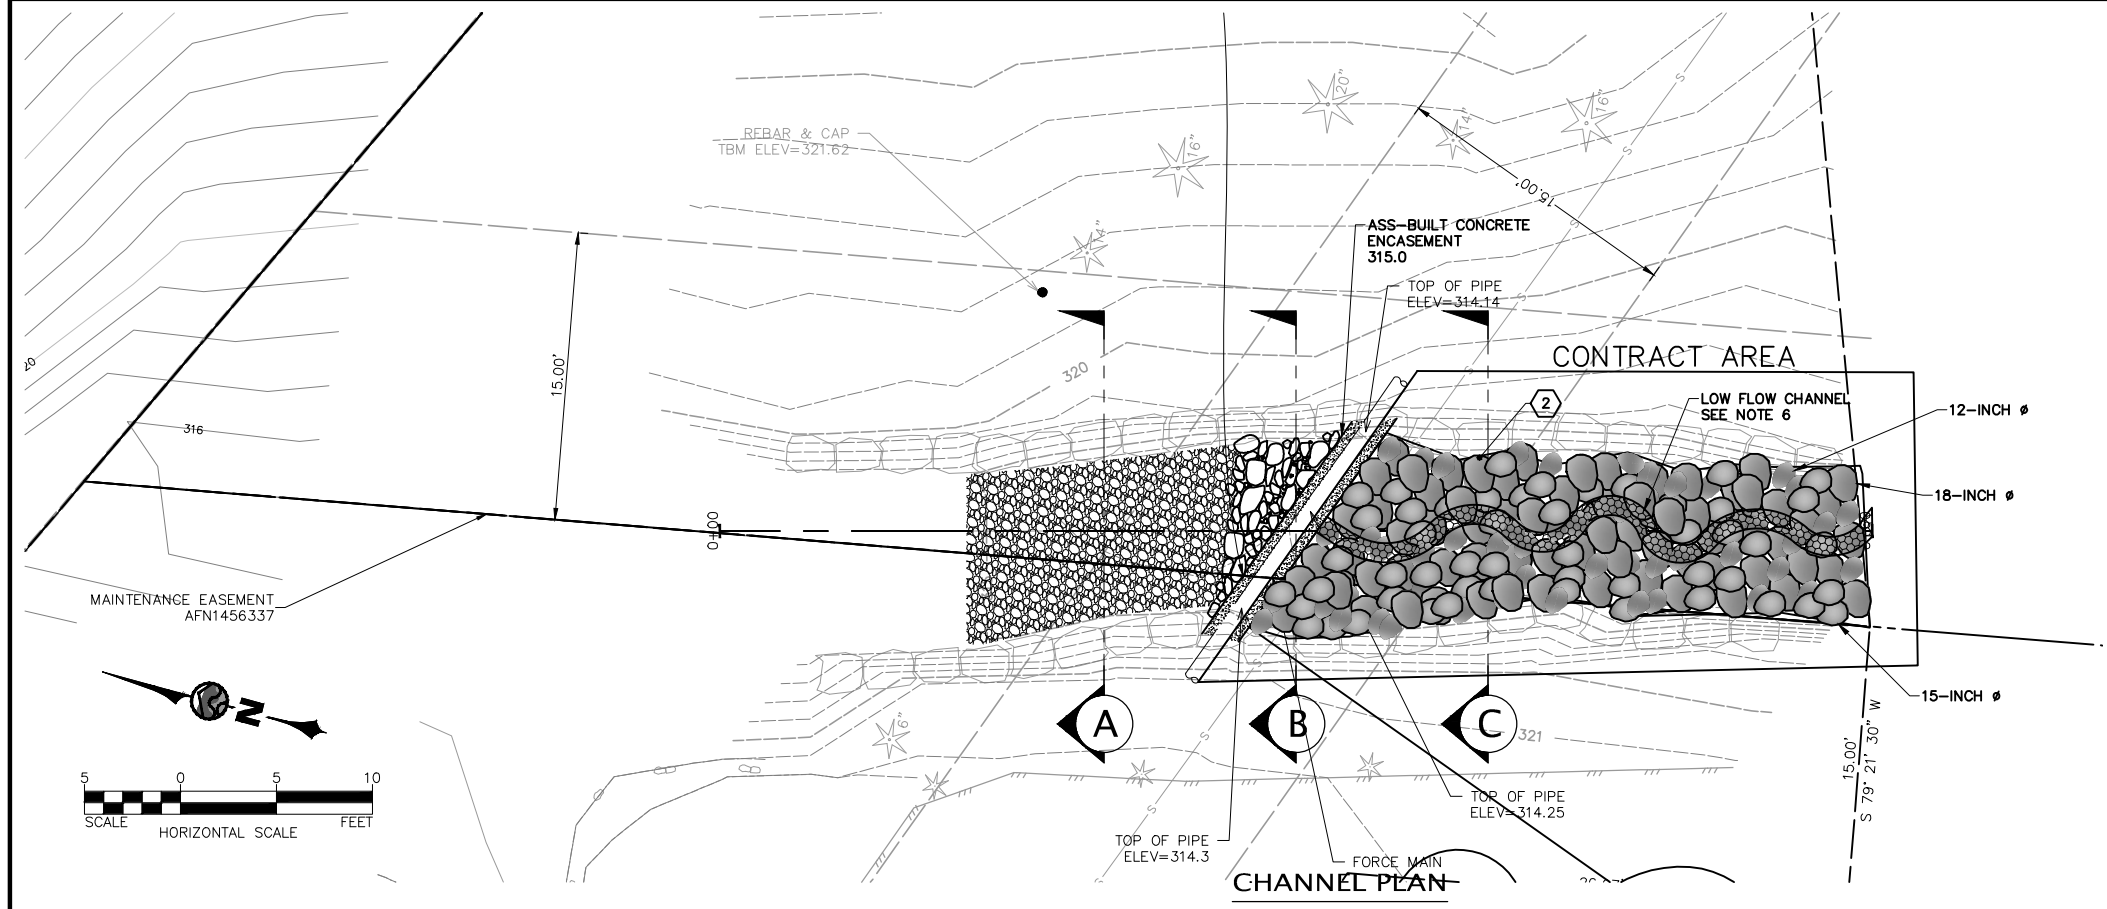 20"
16"
14"
16"
14"
REBAR & CAP
TBM ELEV=321.62
15.00'
ASS-BUILT CONCRETE
ENCASEMENT
315.0
TOP OF PIPE
ELEV=314.14
S
S
S
S
S
CONTRACT AREA
20
15.00'
320
2
LOW FLOW CHANNEL
SEE NOTE 6
12-INCH ø
316
18-INCH ø
0+00
MAINTENANCE EASEMENT
AFN1456337
N
15-INCH ø
6"
A
B
C
321
S
S
S
S
15.00'
S 79° 21' 30" W
5 0 5 10
SCALE
HORIZONTAL SCALE
FEET
TOP OF PIPE
ELEV=314.25
TOP OF PIPE
ELEV=314.3
FORCE MAIN
CHANNEL PLAN